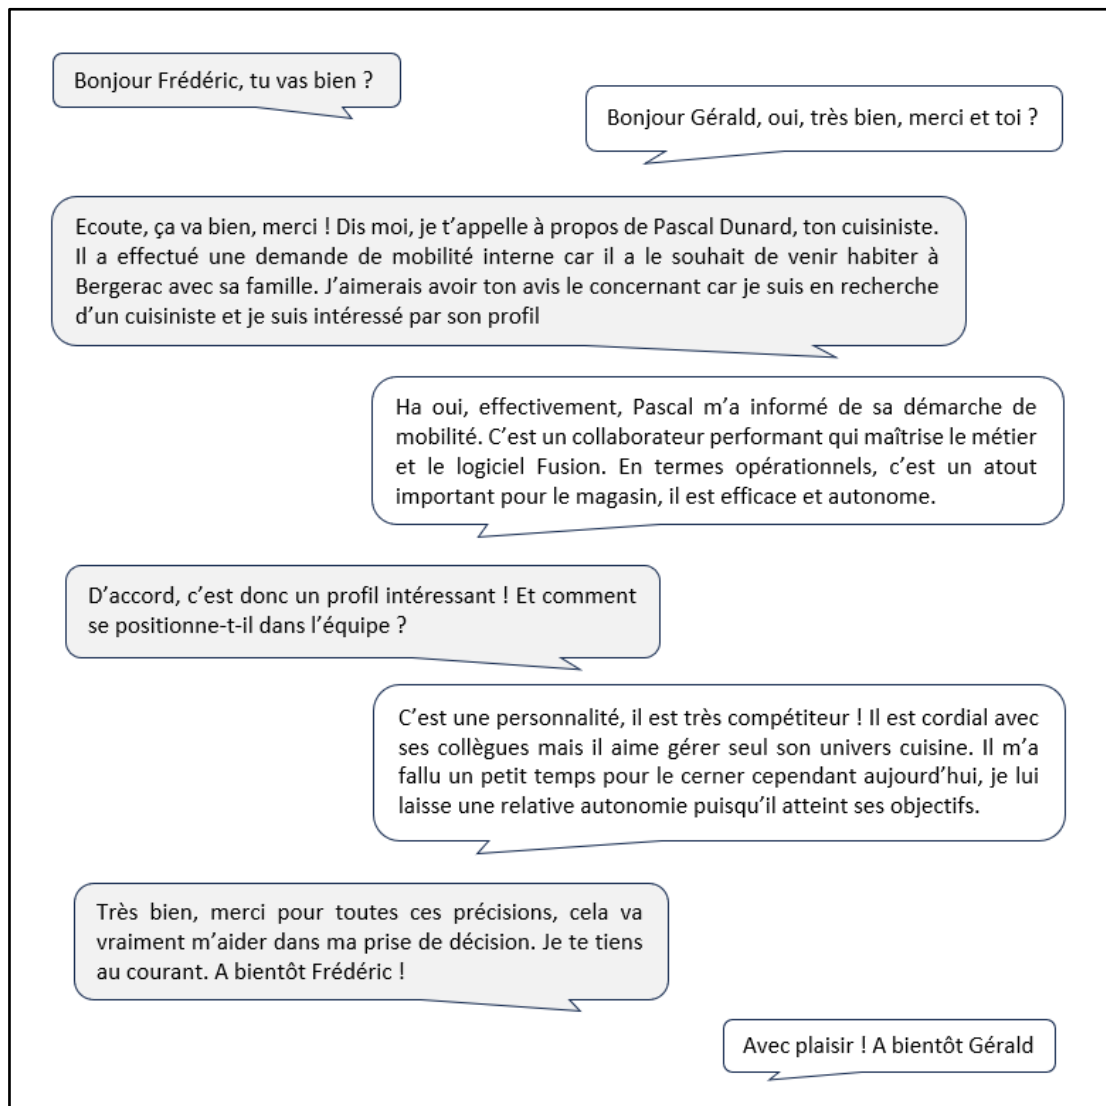 Bonjour Frédéric, tu vas bien ?
Bonjour Gérald, oui, très bien, merci et toi ?
Ecoute, ça va bien, merci ! Dis moi, je t’appelle à propos de Pascal Dunard, ton cuisiniste.
Il a effectué une demande de mobilité interne car il a le souhait de venir habiter à
Bergerac avec sa famille. J’aimerais avoir ton avis le concernant car je suis en recherche
d’un cuisiniste et je suis intéressé par son profil
Ha oui, effectivement, Pascal m’a informé de sa démarche de
mobilité. C’est un collaborateur performant qui maîtrise le métier
et le logiciel Fusion. En termes opérationnels, c’est un atout
important pour le magasin, il est efficace et autonome.
D’accord, c’est donc un profil intéressant ! Et comment
se positionne-t-il dans l’équipe ?
C’est une personnalité, il est très compétiteur ! Il est cordial avec
ses collègues mais il aime gérer seul son univers cuisine. Il m’a
fallu un petit temps pour le cerner cependant aujourd’hui, je lui
laisse une relative autonomie puisqu’il atteint ses objectifs.
Très bien, merci pour toutes ces précisions, cela va
vraiment m’aider dans ma prise de décision. Je te tiens
au courant. A bientôt Frédéric !
Avec plaisir ! A bientôt Gérald